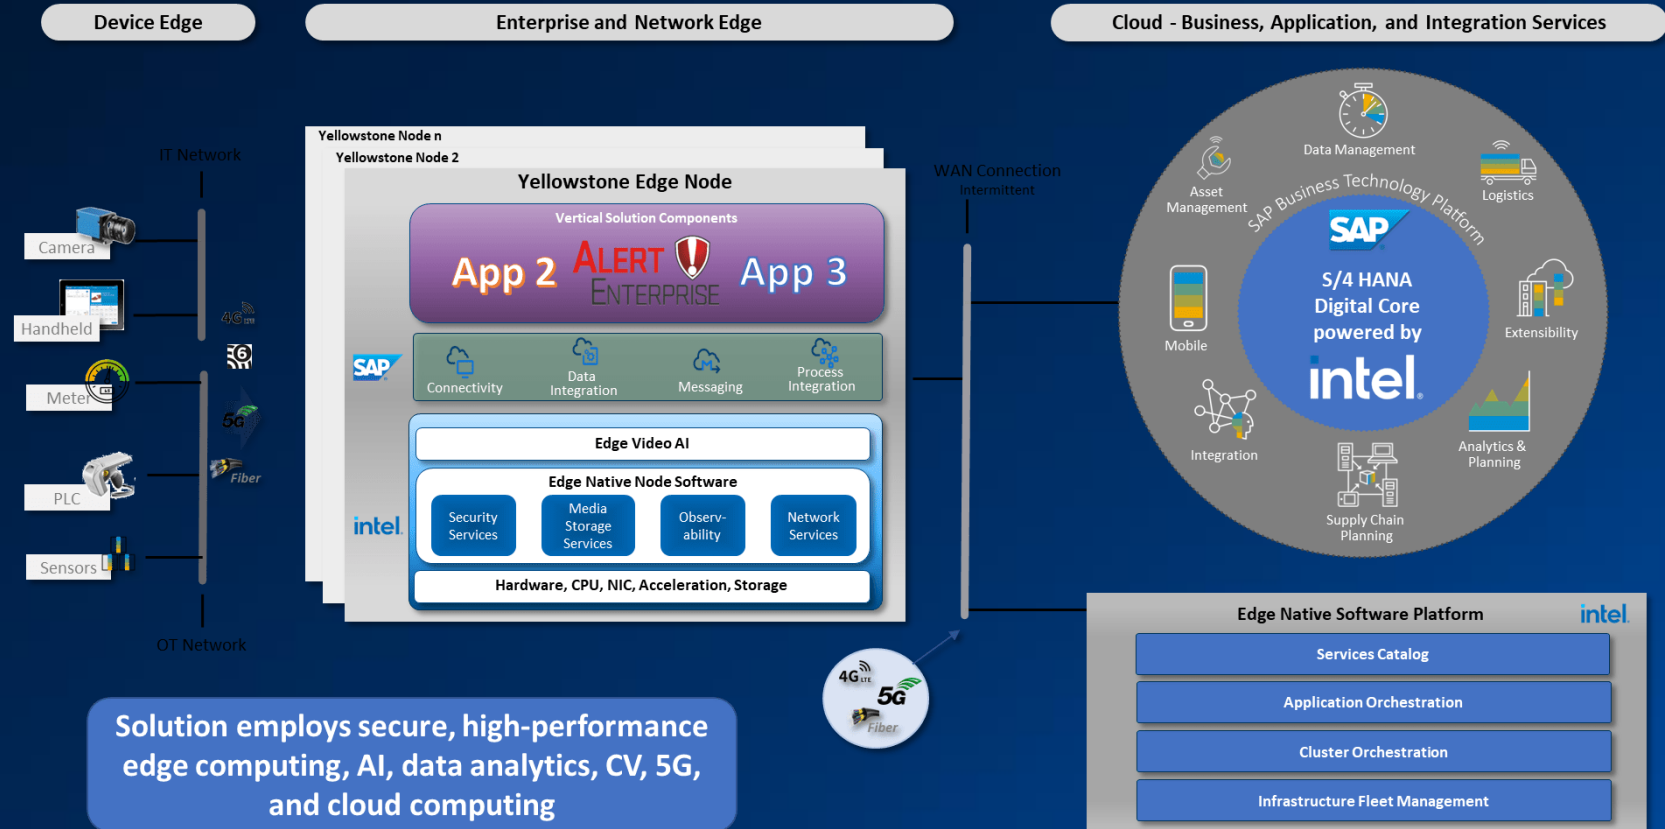 Device Edge
Enterprise and Network Edge
Cloud - Business, Application, and Integration Services
IT Network
Camera
Handheld
Meter
PLC
Sensors
OT Network
4G LTE
6
5G
Fiber
Yellowstone Node n
Yellowstone Node 2
Yellowstone Edge Node
Vertical Solution Components
App 2
ALERT
ENTERPRISE
App 3
SAP
Connectivity
Data
Integration
Messaging
Process
Integration
Edge Video AI
Edge Native Node Software
intel.
Security
Services
Media
Storage
Services
Observ-
ability
Network
Services
Hardware, CPU, NIC, Acceleration, Storage
WAN Connection
Intermittent
4G LTE
5G
Fiber
Data Management
Asset
Management
Logistics
SAP Business Technology Platform
SAP
S/4 HANA
Digital Core
powered by
intel.
Mobile
Extensibility
Integration
Analytics &
Planning
Supply Chain
Planning
Edge Native Software Platform
intel.
Services Catalog
Application Orchestration
Cluster Orchestration
Infrastructure Fleet Management
Solution employs secure, high-performance
edge computing, AI, data analytics, CV, 5G,
and cloud computing